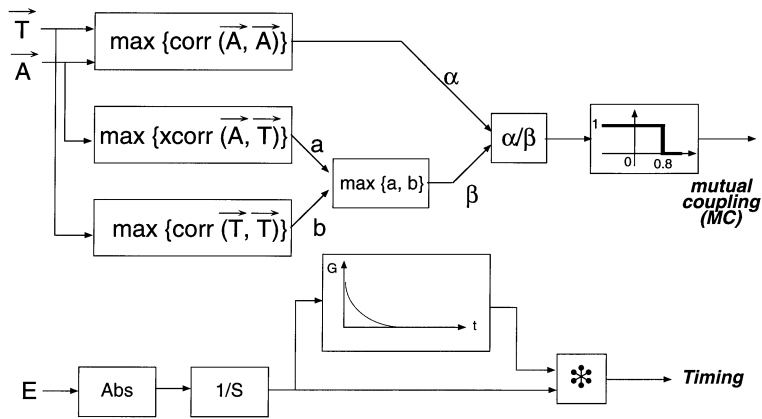 T
max {corr (A, A)}
A
α
max {xcorr (A, T)}
a
α/β
1
0
0.8
max {a, b}
β
mutual
coupling
(MC)
max {corr (T, T)}
b
G
t
E
Abs
1/S
*
Timing